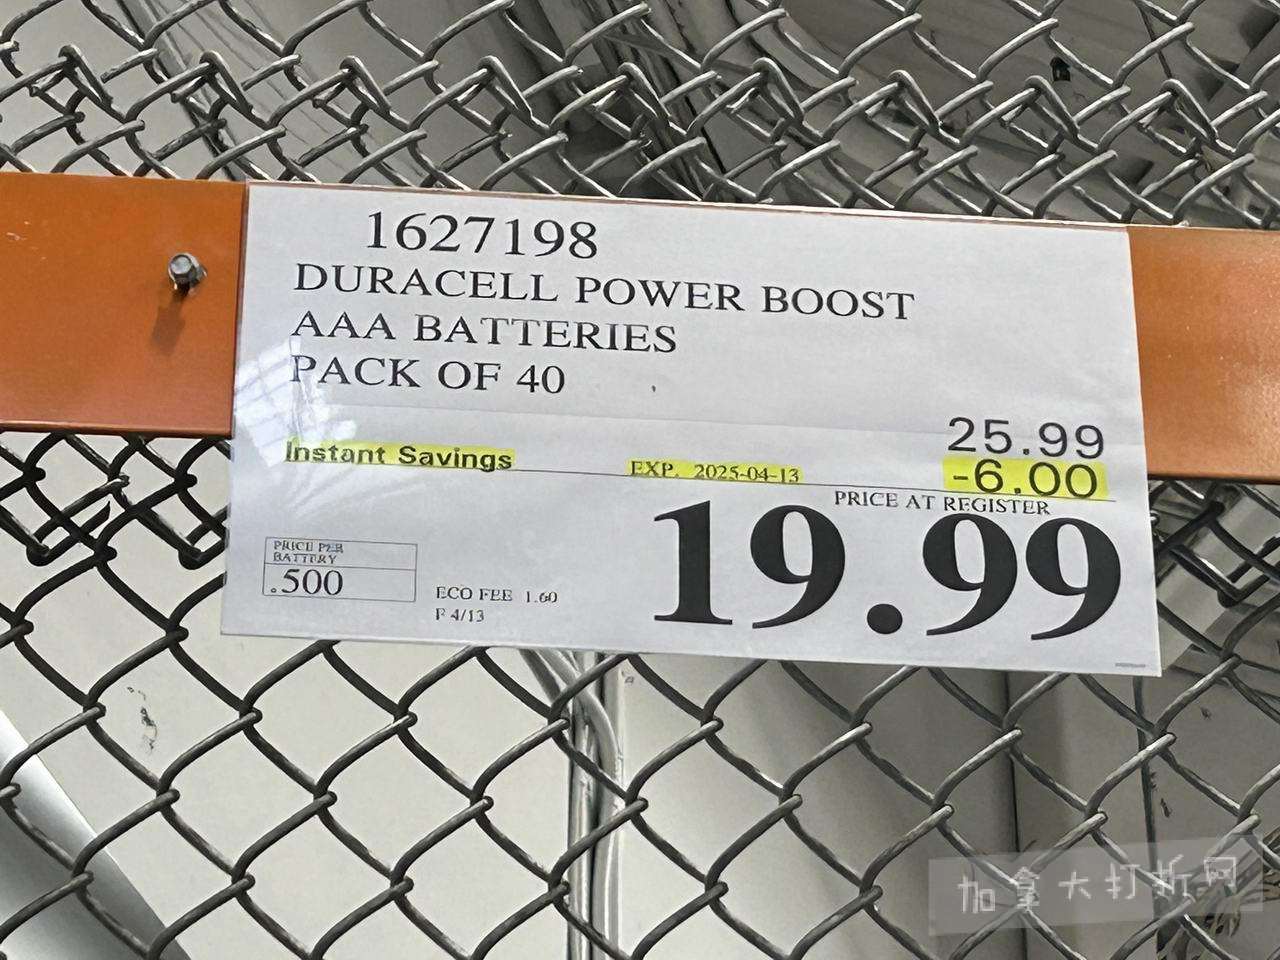 1627198
DURACELL POWER BOOST
AAA BATTERIES
PACK OF 40
25.99
Instant Savings EXP. 2025-04-13 -6.00
PRICE AT REGISTER
19.99
PRICE PER
BATTERY
.500
ECO FEE 1.60
F 4/13
加拿大打折网